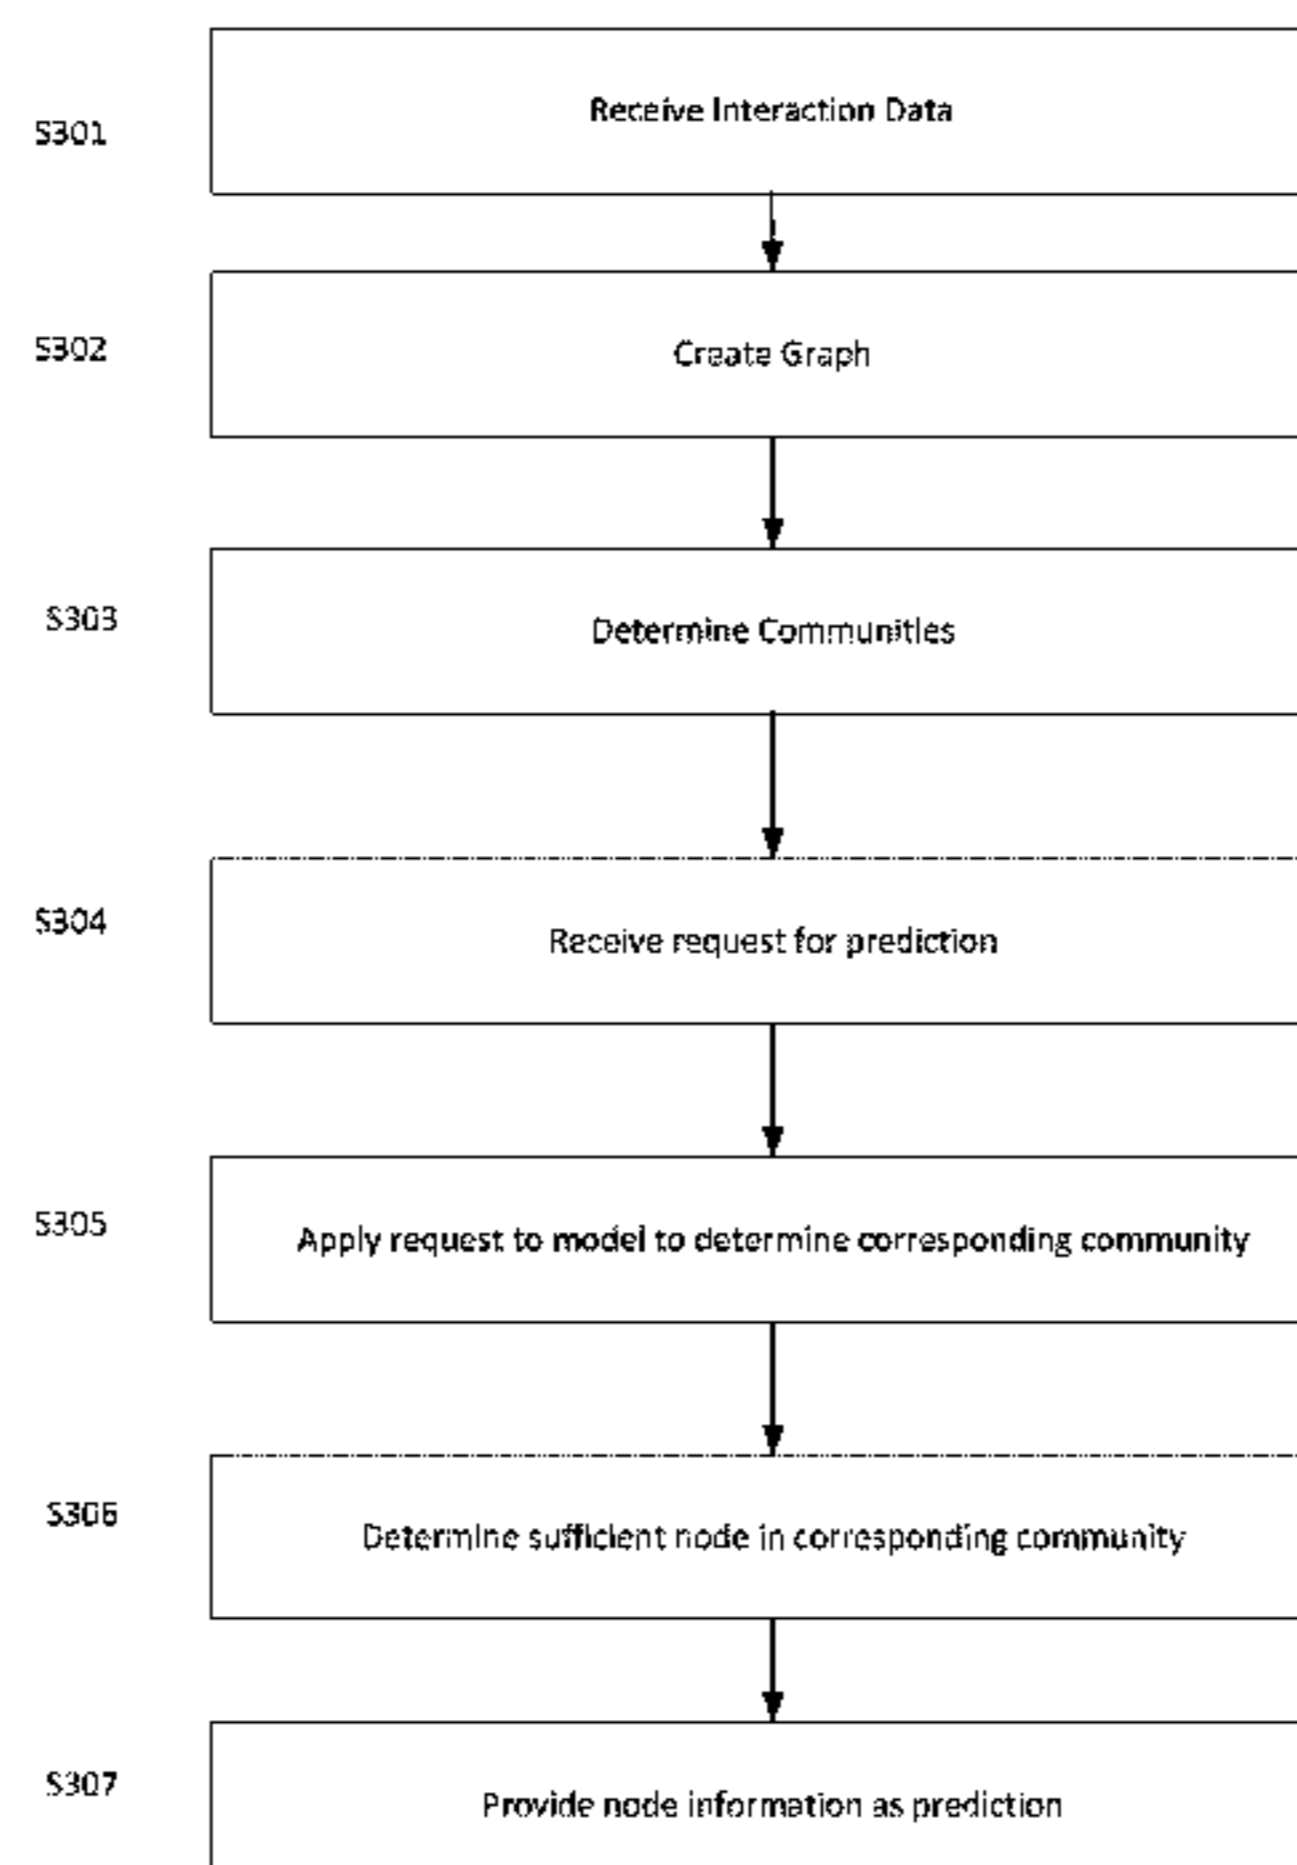 S301
Receive Interaction Data
S302
Create Graph
S303
Determine Communities
S304
Receive request for prediction
S305
Apply request to model to determine corresponding community
S306
Determine sufficient node in corresponding community
S307
Provide node information as prediction